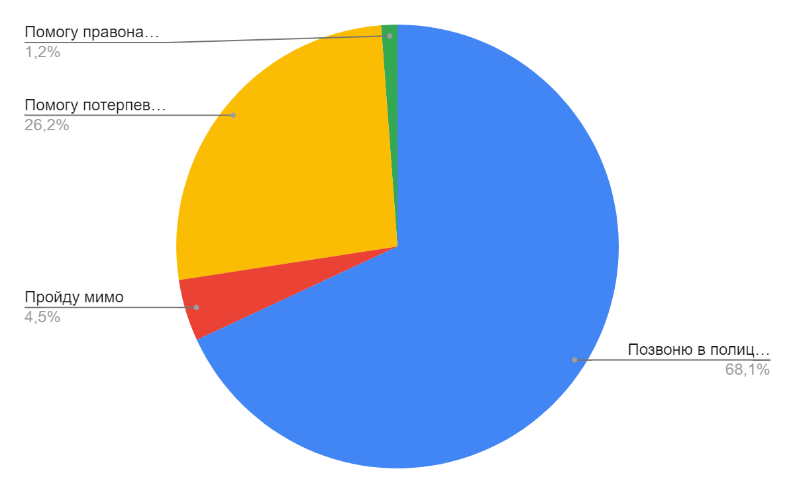 Помогу правона…
1,2%
Помогу потерпев…
26,2%
Пройду мимо
4,5%
Позвоню в полиц…
68,1%